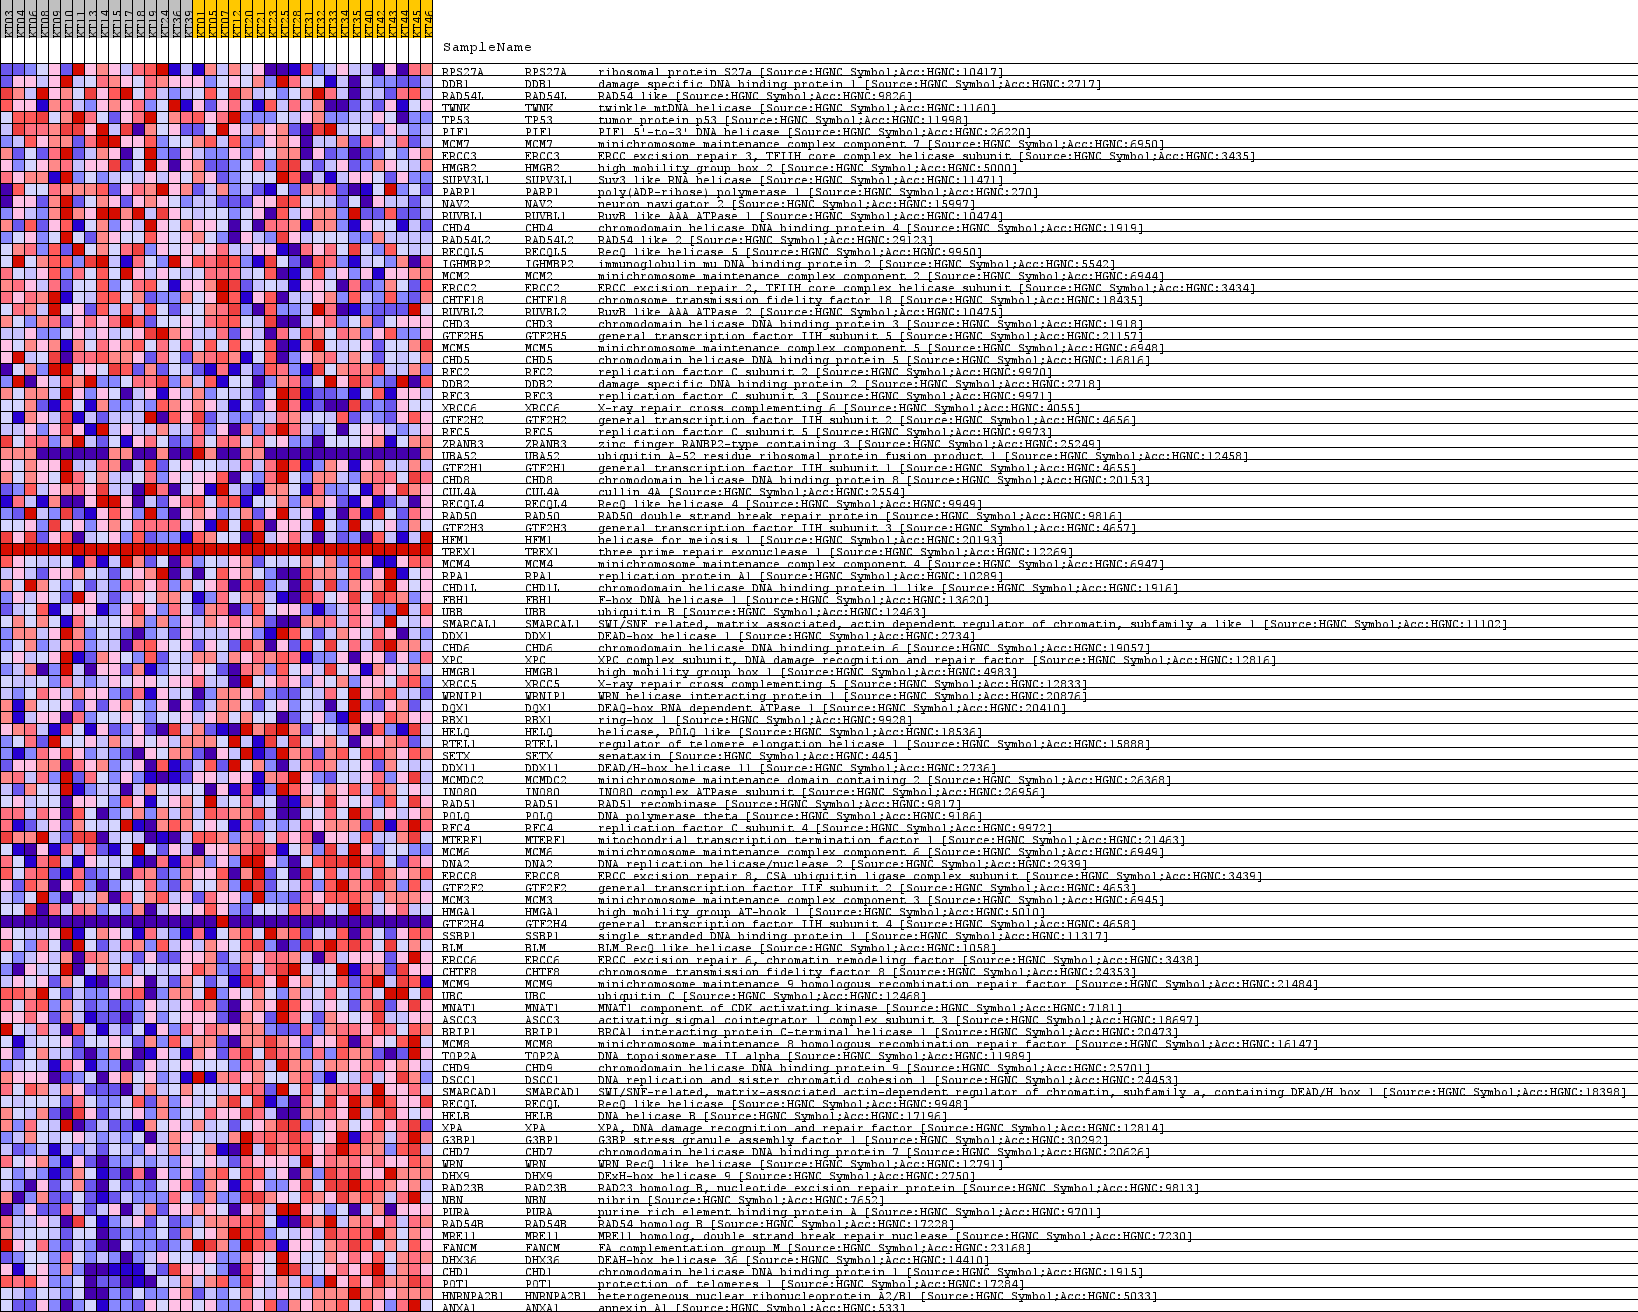 KT03 KT04 KT06 KT08 KT09 KT10 KT11 KT13 KT14 KT15 KT17 KT18 KT19 KT24 KT36 KT39 KT01 KT05 KT07 KT12 KT20 KT21 KT23 KT25 KT28 KT31 KT32 KT33 KT34 KT35 KT40 KT42 KT43 KT44 KT45 KT46
SampleName
RPS27A RPS27A ribosomal protein S27a [Source:HGNC Symbol;Acc:HGNC:10417]
DDB1 DDB1 damage specific DNA binding protein 1 [Source:HGNC Symbol;Acc:HGNC:2717]
RAD54L RAD54L RAD54 like [Source:HGNC Symbol;Acc:HGNC:9826]
TWNK TWNK twinkle mtDNA helicase [Source:HGNC Symbol;Acc:HGNC:1160]
TP53 TP53 tumor protein p53 [Source:HGNC Symbol;Acc:HGNC:11998]
PIF1 PIF1 PIF1 5'-to-3' DNA helicase [Source:HGNC Symbol;Acc:HGNC:26220]
MCM7 MCM7 minichromosome maintenance complex component 7 [Source:HGNC Symbol;Acc:HGNC:6950]
ERCC3 ERCC3 ERCC excision repair 3, TFIIH core complex helicase subunit [Source:HGNC Symbol;Acc:HGNC:3435]
HMGB2 HMGB2 high mobility group box 2 [Source:HGNC Symbol;Acc:HGNC:5000]
SUPV3L1 SUPV3L1 Suv3 like RNA helicase [Source:HGNC Symbol;Acc:HGNC:11471]
PARP1 PARP1 poly(ADP-ribose) polymerase 1 [Source:HGNC Symbol;Acc:HGNC:270]
NAV2 NAV2 neuron navigator 2 [Source:HGNC Symbol;Acc:HGNC:15997]
RUVBL1 RUVBL1 RuvB like AAA ATPase 1 [Source:HGNC Symbol;Acc:HGNC:10474]
CHD4 CHD4 chromodomain helicase DNA binding protein 4 [Source:HGNC Symbol;Acc:HGNC:1919]
RAD54L2 RAD54L2 RAD54 like 2 [Source:HGNC Symbol;Acc:HGNC:29123]
RECQL5 RECQL5 RecQ like helicase 5 [Source:HGNC Symbol;Acc:HGNC:9950]
IGHMBP2 IGHMBP2 immunoglobulin mu DNA binding protein 2 [Source:HGNC Symbol;Acc:HGNC:5542]
MCM2 MCM2 minichromosome maintenance complex component 2 [Source:HGNC Symbol;Acc:HGNC:6944]
ERCC2 ERCC2 ERCC excision repair 2, TFIIH core complex helicase subunit [Source:HGNC Symbol;Acc:HGNC:3434]
CHTF18 CHTF18 chromosome transmission fidelity factor 18 [Source:HGNC Symbol;Acc:HGNC:18435]
RUVBL2 RUVBL2 RuvB like AAA ATPase 2 [Source:HGNC Symbol;Acc:HGNC:10475]
CHD3 CHD3 chromodomain helicase DNA binding protein 3 [Source:HGNC Symbol;Acc:HGNC:1918]
GTF2H5 GTF2H5 general transcription factor IIH subunit 5 [Source:HGNC Symbol;Acc:HGNC:21157]
MCM5 MCM5 minichromosome maintenance complex component 5 [Source:HGNC Symbol;Acc:HGNC:6948]
CHD5 CHD5 chromodomain helicase DNA binding protein 5 [Source:HGNC Symbol;Acc:HGNC:16816]
RFC2 RFC2 replication factor C subunit 2 [Source:HGNC Symbol;Acc:HGNC:9970]
DDB2 DDB2 damage specific DNA binding protein 2 [Source:HGNC Symbol;Acc:HGNC:2718]
RFC3 RFC3 replication factor C subunit 3 [Source:HGNC Symbol;Acc:HGNC:9971]
XRCC6 XRCC6 X-ray repair cross complementing 6 [Source:HGNC Symbol;Acc:HGNC:4055]
GTF2H2 GTF2H2 general transcription factor IIH subunit 2 [Source:HGNC Symbol;Acc:HGNC:4656]
RFC5 RFC5 replication factor C subunit 5 [Source:HGNC Symbol;Acc:HGNC:9973]
ZRANB3 ZRANB3 zinc finger RANBP2-type containing 3 [Source:HGNC Symbol;Acc:HGNC:25249]
UBA52 UBA52 ubiquitin A-52 residue ribosomal protein fusion product 1 [Source:HGNC Symbol;Acc:HGNC:12458]
GTF2H1 GTF2H1 general transcription factor IIH subunit 1 [Source:HGNC Symbol;Acc:HGNC:4655]
CHD8 CHD8 chromodomain helicase DNA binding protein 8 [Source:HGNC Symbol;Acc:HGNC:20153]
CUL4A CUL4A cullin 4A [Source:HGNC Symbol;Acc:HGNC:2554]
RECQL4 RECQL4 RecQ like helicase 4 [Source:HGNC Symbol;Acc:HGNC:9949]
RAD50 RAD50 RAD50 double strand break repair protein [Source:HGNC Symbol;Acc:HGNC:9816]
GTF2H3 GTF2H3 general transcription factor IIH subunit 3 [Source:HGNC Symbol;Acc:HGNC:4657]
HFM1 HFM1 helicase for meiosis 1 [Source:HGNC Symbol;Acc:HGNC:20193]
TREX1 TREX1 three prime repair exonuclease 1 [Source:HGNC Symbol;Acc:HGNC:12269]
MCM4 MCM4 minichromosome maintenance complex component 4 [Source:HGNC Symbol;Acc:HGNC:6947]
RPA1 RPA1 replication protein A1 [Source:HGNC Symbol;Acc:HGNC:10289]
CHD1L CHD1L chromodomain helicase DNA binding protein 1 like [Source:HGNC Symbol;Acc:HGNC:1916]
FBH1 FBH1 F-box DNA helicase 1 [Source:HGNC Symbol;Acc:HGNC:13620]
UBB UBB ubiquitin B [Source:HGNC Symbol;Acc:HGNC:12463]
SMARCAL1 SMARCAL1 SWI/SNF related, matrix associated, actin dependent regulator of chromatin, subfamily a like 1 [Source:HGNC Symbol;Acc:HGNC:11102]
DDX1 DDX1 DEAD-box helicase 1 [Source:HGNC Symbol;Acc:HGNC:2734]
CHD6 CHD6 chromodomain helicase DNA binding protein 6 [Source:HGNC Symbol;Acc:HGNC:19057]
XPC XPC XPC complex subunit, DNA damage recognition and repair factor [Source:HGNC Symbol;Acc:HGNC:12816]
HMGB1 HMGB1 high mobility group box 1 [Source:HGNC Symbol;Acc:HGNC:4983]
XRCC5 XRCC5 X-ray repair cross complementing 5 [Source:HGNC Symbol;Acc:HGNC:12833]
WRNIP1 WRNIP1 WRN helicase interacting protein 1 [Source:HGNC Symbol;Acc:HGNC:20876]
DQX1 DQX1 DEAQ-box RNA dependent ATPase 1 [Source:HGNC Symbol;Acc:HGNC:20410]
RBX1 RBX1 ring-box 1 [Source:HGNC Symbol;Acc:HGNC:9928]
HELQ HELQ helicase, POLQ like [Source:HGNC Symbol;Acc:HGNC:18536]
RTEL1 RTEL1 regulator of telomere elongation helicase 1 [Source:HGNC Symbol;Acc:HGNC:15888]
SETX SETX senataxin [Source:HGNC Symbol;Acc:HGNC:445]
DDX11 DDX11 DEAD/H-box helicase 11 [Source:HGNC Symbol;Acc:HGNC:2736]
MCMDC2 MCMDC2 minichromosome maintenance domain containing 2 [Source:HGNC Symbol;Acc:HGNC:26368]
INO80 INO80 INO80 complex ATPase subunit [Source:HGNC Symbol;Acc:HGNC:26956]
RAD51 RAD51 RAD51 recombinase [Source:HGNC Symbol;Acc:HGNC:9817]
POLQ POLQ DNA polymerase theta [Source:HGNC Symbol;Acc:HGNC:9186]
RFC4 RFC4 replication factor C subunit 4 [Source:HGNC Symbol;Acc:HGNC:9972]
MTERF1 MTERF1 mitochondrial transcription termination factor 1 [Source:HGNC Symbol;Acc:HGNC:21463]
MCM6 MCM6 minichromosome maintenance complex component 6 [Source:HGNC Symbol;Acc:HGNC:6949]
DNA2 DNA2 DNA replication helicase/nuclease 2 [Source:HGNC Symbol;Acc:HGNC:2939]
ERCC8 ERCC8 ERCC excision repair 8, CSA ubiquitin ligase complex subunit [Source:HGNC Symbol;Acc:HGNC:3439]
GTF2F2 GTF2F2 general transcription factor IIF subunit 2 [Source:HGNC Symbol;Acc:HGNC:4653]
MCM3 MCM3 minichromosome maintenance complex component 3 [Source:HGNC Symbol;Acc:HGNC:6945]
HMGA1 HMGA1 high mobility group AT-hook 1 [Source:HGNC Symbol;Acc:HGNC:5010]
GTF2H4 GTF2H4 general transcription factor IIH subunit 4 [Source:HGNC Symbol;Acc:HGNC:4658]
SSBP1 SSBP1 single stranded DNA binding protein 1 [Source:HGNC Symbol;Acc:HGNC:11317]
BLM BLM BLM RecQ like helicase [Source:HGNC Symbol;Acc:HGNC:1058]
ERCC6 ERCC6 ERCC excision repair 6, chromatin remodeling factor [Source:HGNC Symbol;Acc:HGNC:3438]
CHTF8 CHTF8 chromosome transmission fidelity factor 8 [Source:HGNC Symbol;Acc:HGNC:24353]
MCM9 MCM9 minichromosome maintenance 9 homologous recombination repair factor [Source:HGNC Symbol;Acc:HGNC:21484]
UBC UBC ubiquitin C [Source:HGNC Symbol;Acc:HGNC:12468]
MNAT1 MNAT1 MNAT1 component of CDK activating kinase [Source:HGNC Symbol;Acc:HGNC:7181]
ASCC3 ASCC3 activating signal cointegrator 1 complex subunit 3 [Source:HGNC Symbol;Acc:HGNC:18697]
BRIP1 BRIP1 BRCA1 interacting protein C-terminal helicase 1 [Source:HGNC Symbol;Acc:HGNC:20473]
MCM8 MCM8 minichromosome maintenance 8 homologous recombination repair factor [Source:HGNC Symbol;Acc:HGNC:16147]
TOP2A TOP2A DNA topoisomerase II alpha [Source:HGNC Symbol;Acc:HGNC:11989]
CHD9 CHD9 chromodomain helicase DNA binding protein 9 [Source:HGNC Symbol;Acc:HGNC:25701]
DSCC1 DSCC1 DNA replication and sister chromatid cohesion 1 [Source:HGNC Symbol;Acc:HGNC:24453]
SMARCAD1 SMARCAD1 SWI/SNF-related, matrix-associated actin-dependent regulator of chromatin, subfamily a, containing DEAD/H box 1 [Source:HGNC Symbol;Acc:HGNC:18398]
RECQL RECQL RecQ like helicase [Source:HGNC Symbol;Acc:HGNC:9948]
HELB HELB DNA helicase B [Source:HGNC Symbol;Acc:HGNC:17196]
XPA XPA XPA, DNA damage recognition and repair factor [Source:HGNC Symbol;Acc:HGNC:12814]
G3BP1 G3BP1 G3BP stress granule assembly factor 1 [Source:HGNC Symbol;Acc:HGNC:30292]
CHD7 CHD7 chromodomain helicase DNA binding protein 7 [Source:HGNC Symbol;Acc:HGNC:20626]
WRN WRN WRN RecQ like helicase [Source:HGNC Symbol;Acc:HGNC:12791]
DHX9 DHX9 DExH-box helicase 9 [Source:HGNC Symbol;Acc:HGNC:2750]
RAD23B RAD23B RAD23 homolog B, nucleotide excision repair protein [Source:HGNC Symbol;Acc:HGNC:9813]
NBN NBN nibrin [Source:HGNC Symbol;Acc:HGNC:7652]
PURA PURA purine rich element binding protein A [Source:HGNC Symbol;Acc:HGNC:9701]
RAD54B RAD54B RAD54 homolog B [Source:HGNC Symbol;Acc:HGNC:17228]
MRE11 MRE11 MRE11 homolog, double strand break repair nuclease [Source:HGNC Symbol;Acc:HGNC:7230]
FANCM FANCM FA complementation group M [Source:HGNC Symbol;Acc:HGNC:23168]
DHX36 DHX36 DEAH-box helicase 36 [Source:HGNC Symbol;Acc:HGNC:14410]
CHD1 CHD1 chromodomain helicase DNA binding protein 1 [Source:HGNC Symbol;Acc:HGNC:1915]
POT1 POT1 protection of telomeres 1 [Source:HGNC Symbol;Acc:HGNC:17284]
HNRNPA2B1 HNRNPA2B1 heterogeneous nuclear ribonucleoprotein A2/B1 [Source:HGNC Symbol;Acc:HGNC:5033]
ANXA1 ANXA1 annexin A1 [Source:HGNC Symbol;Acc:HGNC:533]